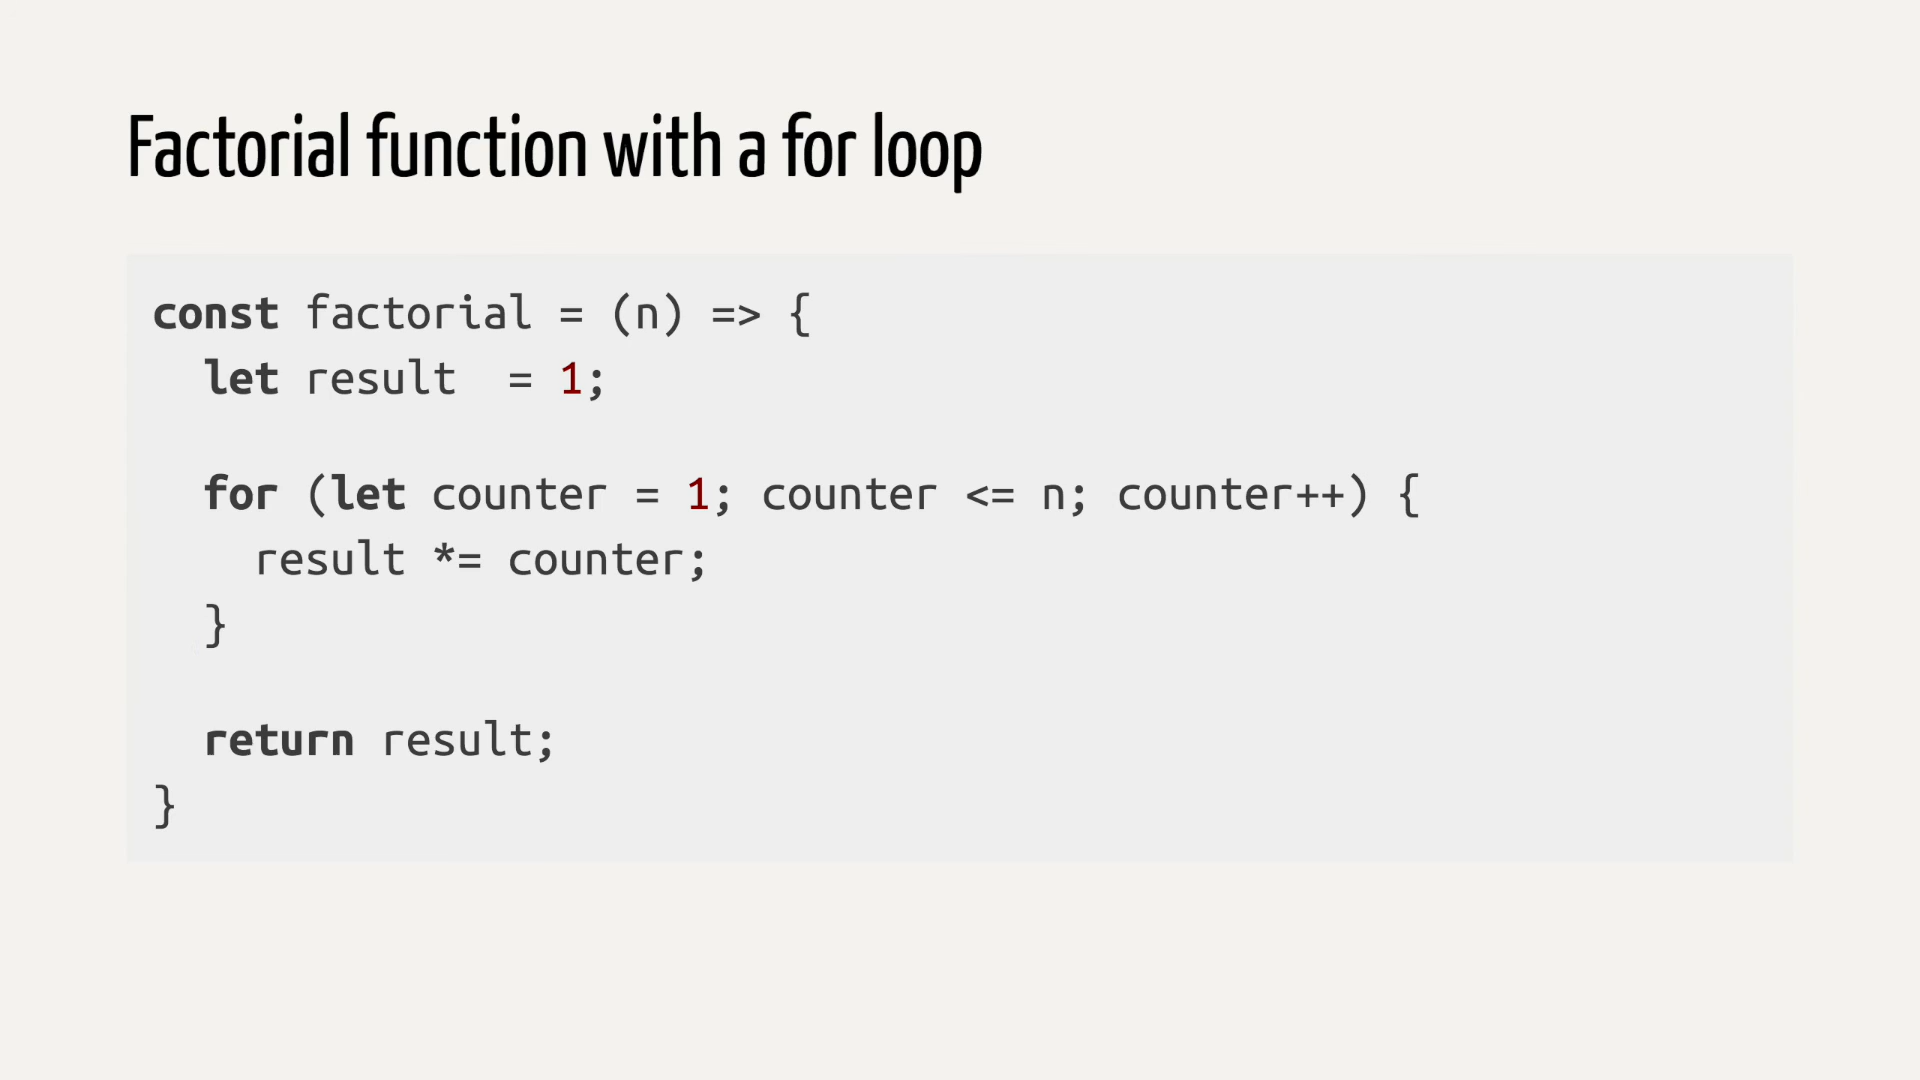 Factorial function with a for loop
const factorial = (n) => {
  let result  = 1;
  for (let counter = 1; counter <= n; counter++) {
    result *= counter;
  }
  return result;
}